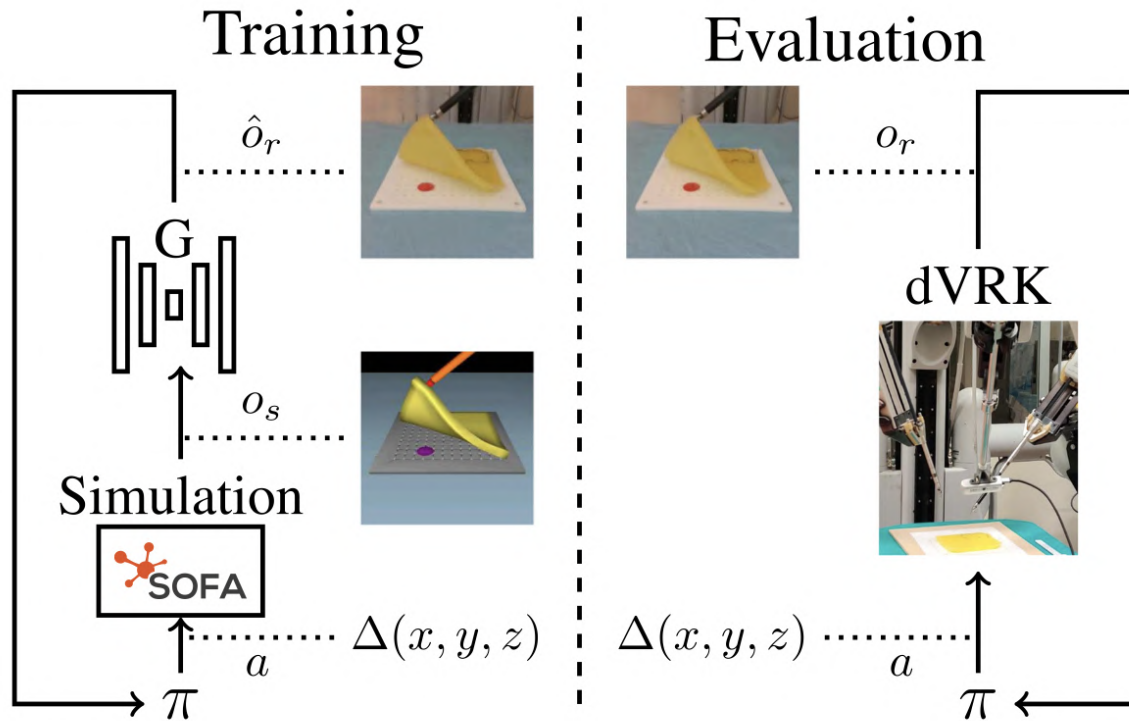 Training
ô_r
G
o_s
Simulation
SOFA
Δ(x, y, z)
a
π
Evaluation
o_r
dVRK
Δ(x, y, z)
a
π